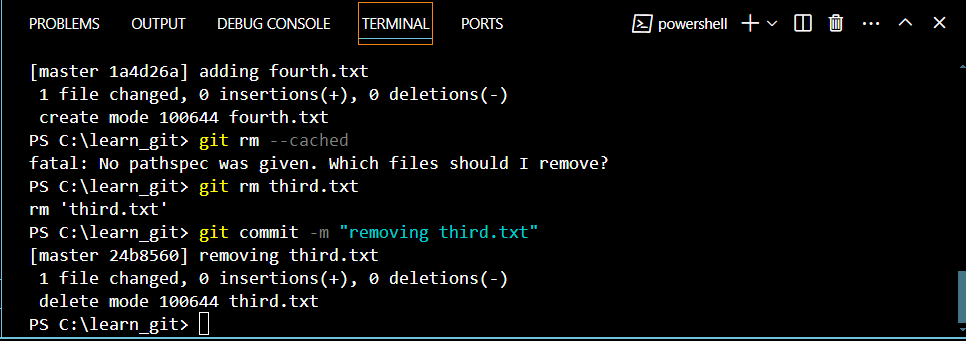 PROBLEMS OUTPUT DEBUG CONSOLE TERMINAL PORTS powershell
[master 1a4d26a] adding fourth.txt
 1 file changed, 0 insertions(+), 0 deletions(-)
 create mode 100644 fourth.txt
PS C:\learn_git> git rm --cached
fatal: No pathspec was given. Which files should I remove?
PS C:\learn_git> git rm third.txt
rm 'third.txt'
PS C:\learn_git> git commit -m "removing third.txt"
[master 24b8560] removing third.txt
 1 file changed, 0 insertions(+), 0 deletions(-)
 delete mode 100644 third.txt
PS C:\learn_git>